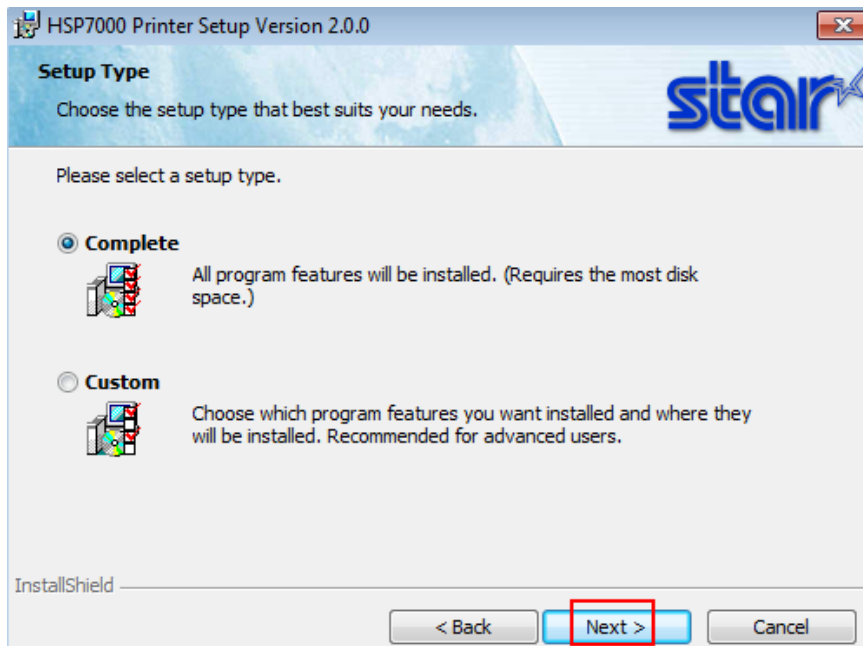 HSP7000 Printer Setup Version 2.0.0
Setup Type
Choose the setup type that best suits your needs.
star
Please select a setup type.
Complete
All program features will be installed. (Requires the most disk
space.)
Custom
Choose which program features you want installed and where they
will be installed. Recommended for advanced users.
InstallShield
< Back
Next >
Cancel